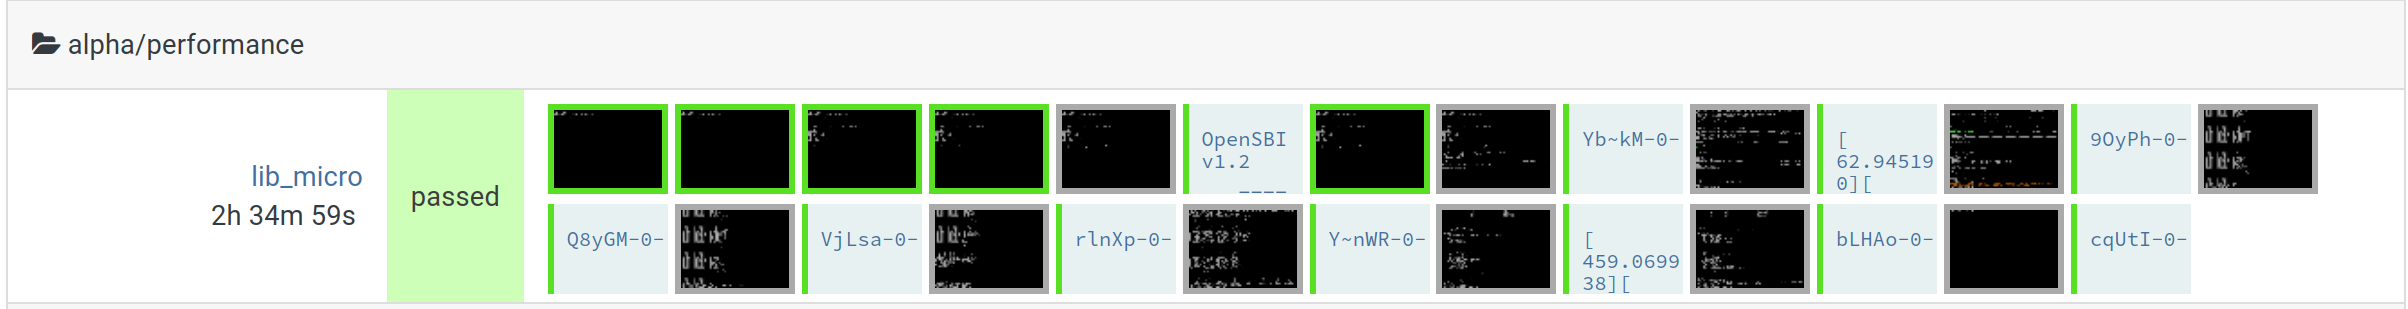 alpha/performance
lib_micro
2h 34m 59s
passed
OpenSBI
v1.2
----
Yb~kM-0-
[
62.94519
0][
9OyPh-0-
Q8yGM-0-
VjLsa-0-
rlnXp-0-
Y~nWR-0-
[
459.0699
38][
bLHAo-0-
cqUtI-0-